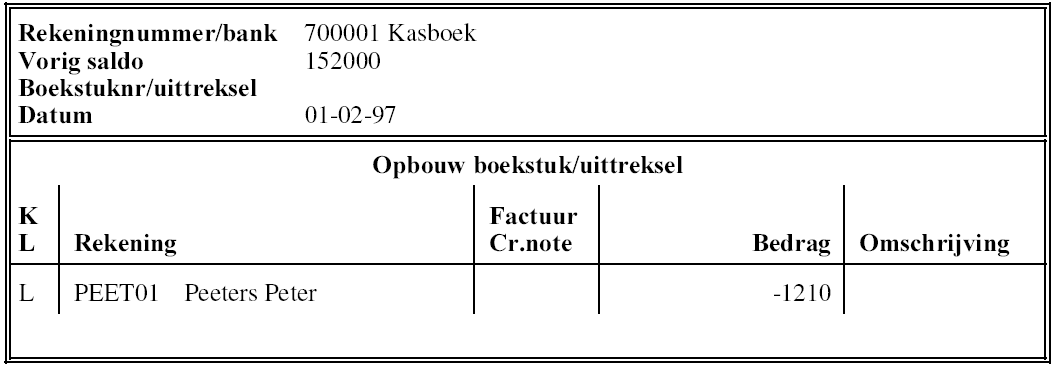 Rekeningnummer/bank 700001 Kasboek
Vorig saldo 152000
Boekstuknr/uittreksel
Datum 01-02-97
Opbouw boekstuk/uittreksel
K
L Rekening Factuur
Cr.note Bedrag Omschrijving
L PEET01 Peeters Peter -1210